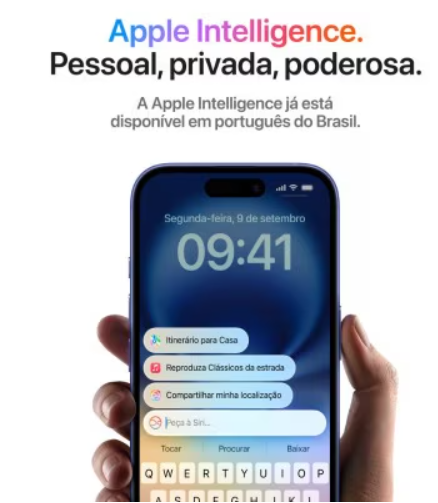 Apple Intelligence.
Pessoal, privada, poderosa.
A Apple Intelligence já está
disponível em português do Brasil.
Segunda-feira, 9 de setembro
09:41
Itinerário para Casa
Reproduza Clássicos da estrada
Compartilhar minha localização
Peça à Siri...
Tocar Procurar Baixar
Q W E R T Y U I O P
A S D F G H J K L